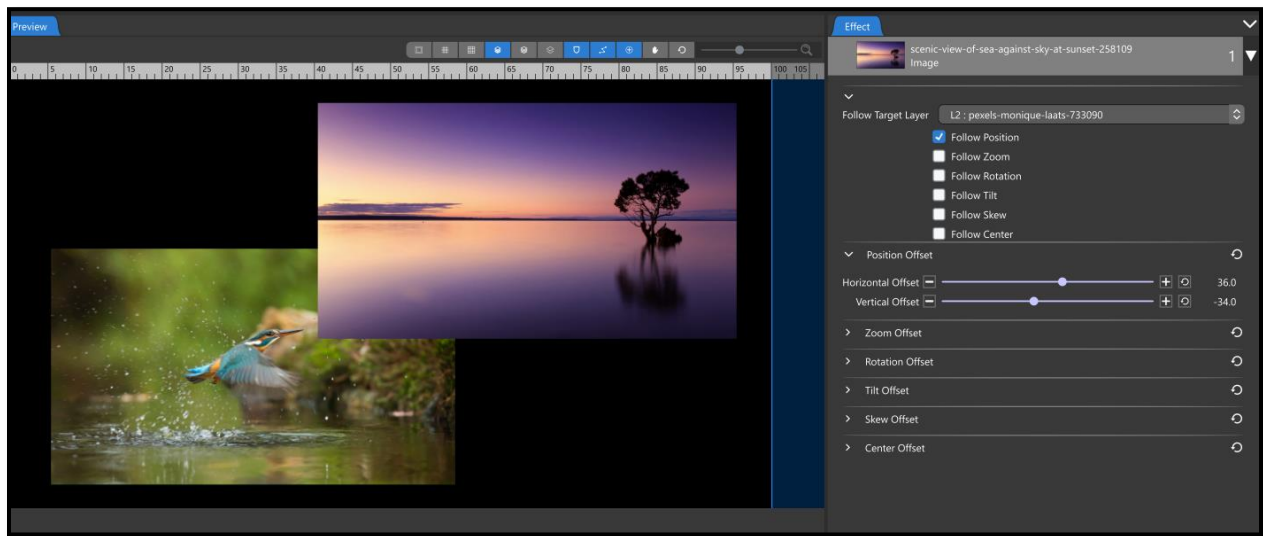 Preview
Effect
scenic-view-of-sea-against-sky-at-sunset-258109
Image
1
0 5 10 15 20 25 30 35 40 45 50 55 60 65 70 75 80 85 90 95 100 105
Follow Target Layer L2 : pexels-monique-laats-733090
Follow Position
Follow Zoom
Follow Rotation
Follow Tilt
Follow Skew
Follow Center
Position Offset
Horizontal Offset 36.0
Vertical Offset -34.0
Zoom Offset
Rotation Offset
Tilt Offset
Skew Offset
Center Offset